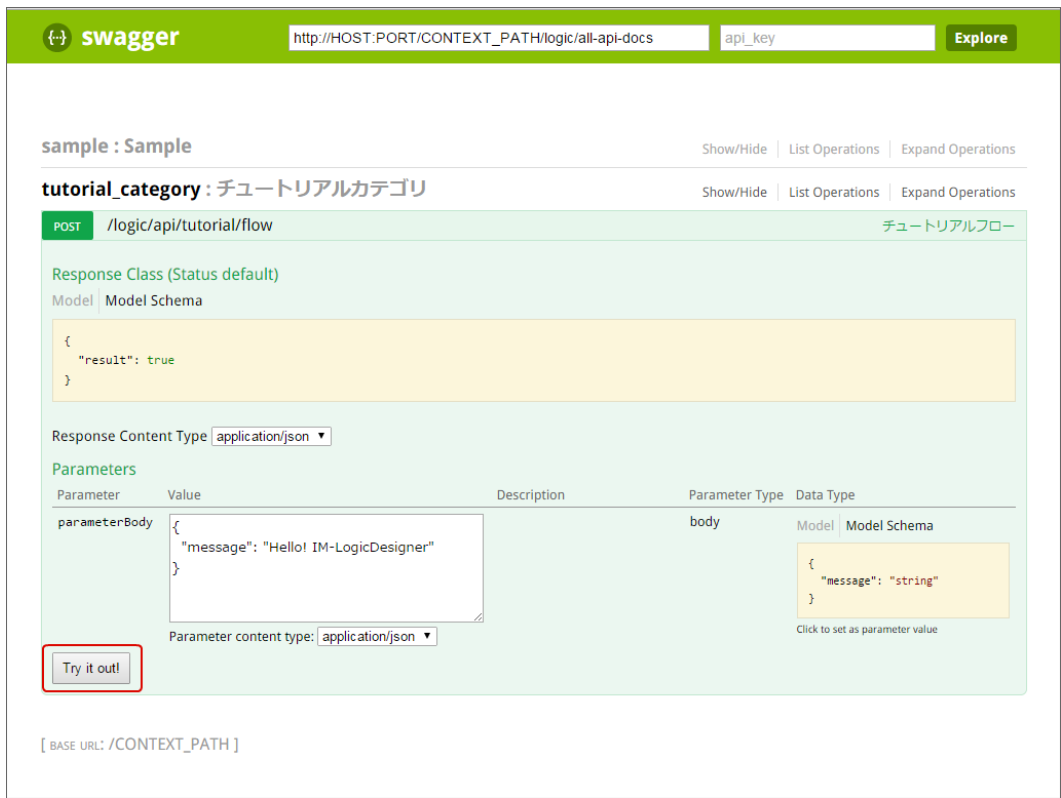 {··} swagger http://HOST:PORT/CONTEXT_PATH/logic/all-api-docs api_key Explore
sample : Sample Show/Hide List Operations Expand Operations
tutorial_category : チュートリアルカテゴリ Show/Hide List Operations Expand Operations
POST /logic/api/tutorial/flow チュートリアルフロー
Response Class (Status default)
Model Model Schema
{
"result": true
}
Response Content Type application/json
Parameters
Parameter Value Description Parameter Type Data Type
parameterBody
{
"message": "Hello! IM-LogicDesigner"
}
body
Model Model Schema
{
"message": "string"
}
Click to set as parameter value
Parameter content type: application/json
Try it out!
[ BASE URL: /CONTEXT_PATH ]